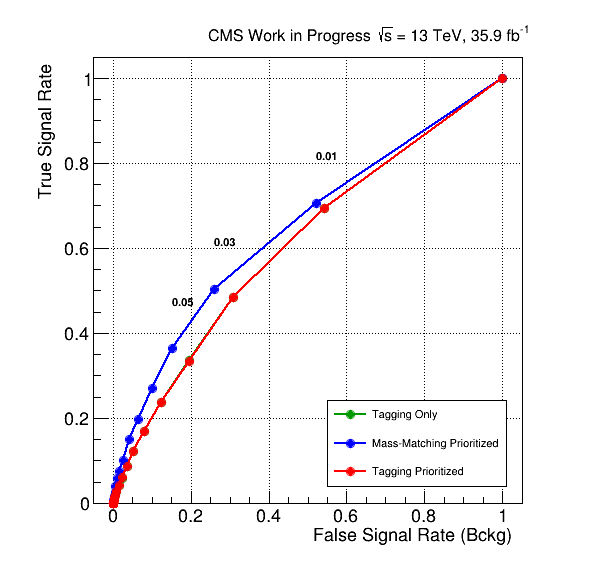 CMS Work in Progress √s = 13 TeV, 35.9 fb⁻¹
True Signal Rate
1
0.8
0.6
0.4
0.2
0
0.01
0.03
0.05
Tagging Only
Mass-Matching Prioritized
Tagging Prioritized
0 0.2 0.4 0.6 0.8 1
False Signal Rate (Bckg)